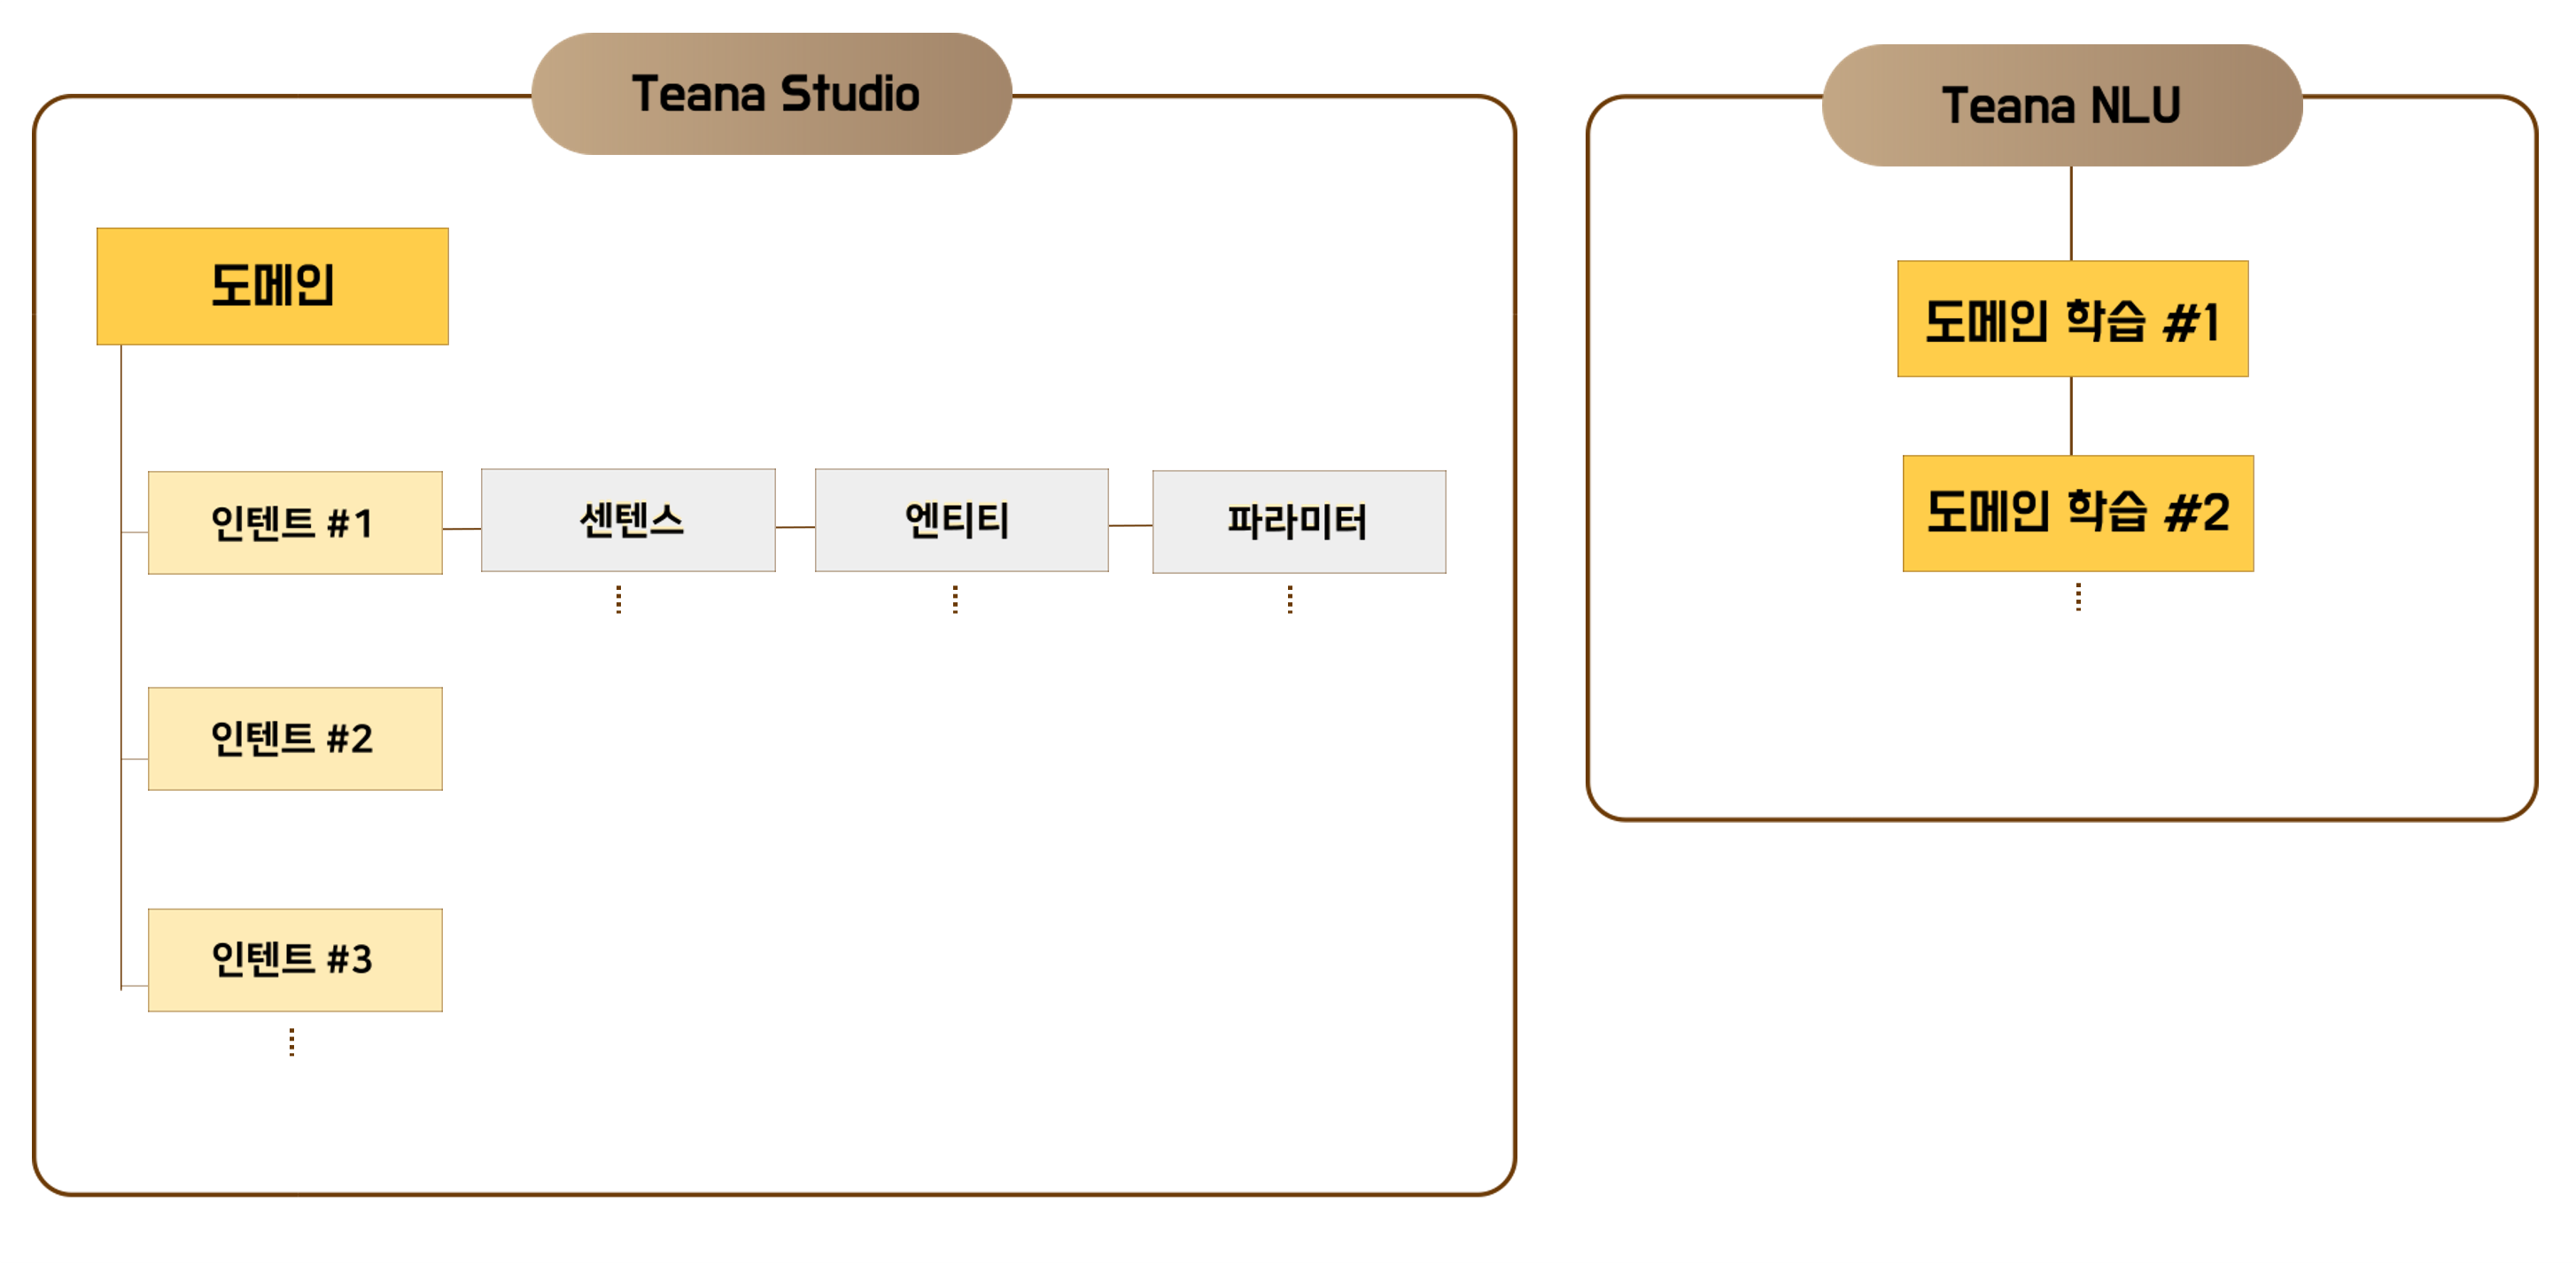 Teana Studio
도메인
인텐트 #1
센텐스
엔티티
파라미터
인텐트 #2
인텐트 #3
Teana NLU
도메인 학습 #1
도메인 학습 #2